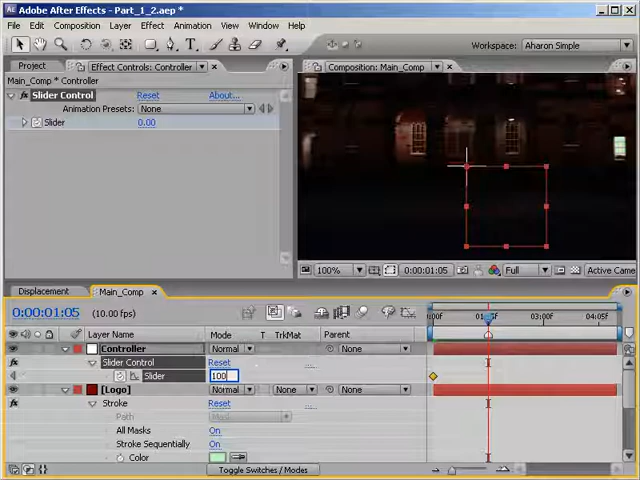 Adobe After Effects - Part_1_2.aep *
File Edit Composition Layer Effect Animation View Window Help
Workspace: Aharon Simple
Project Effect Controls: Controller
Main_Comp * Controller
Slider Control Reset About...
Animation Presets: None
Slider 0.00
Composition: Main_Comp
100% 0:00:01:05 Full Active Came
Displacement Main_Comp
0:00:01:05 (10.00 fps)
Layer Name Mode T TrkMat Parent
03:00f 04:05f
Controller Normal None
Slider Control Reset
Slider 100
[Logo] Normal None None
Stroke Reset
Path
All Masks On
Stroke Sequentially On
Color
Toggle Switches / Modes